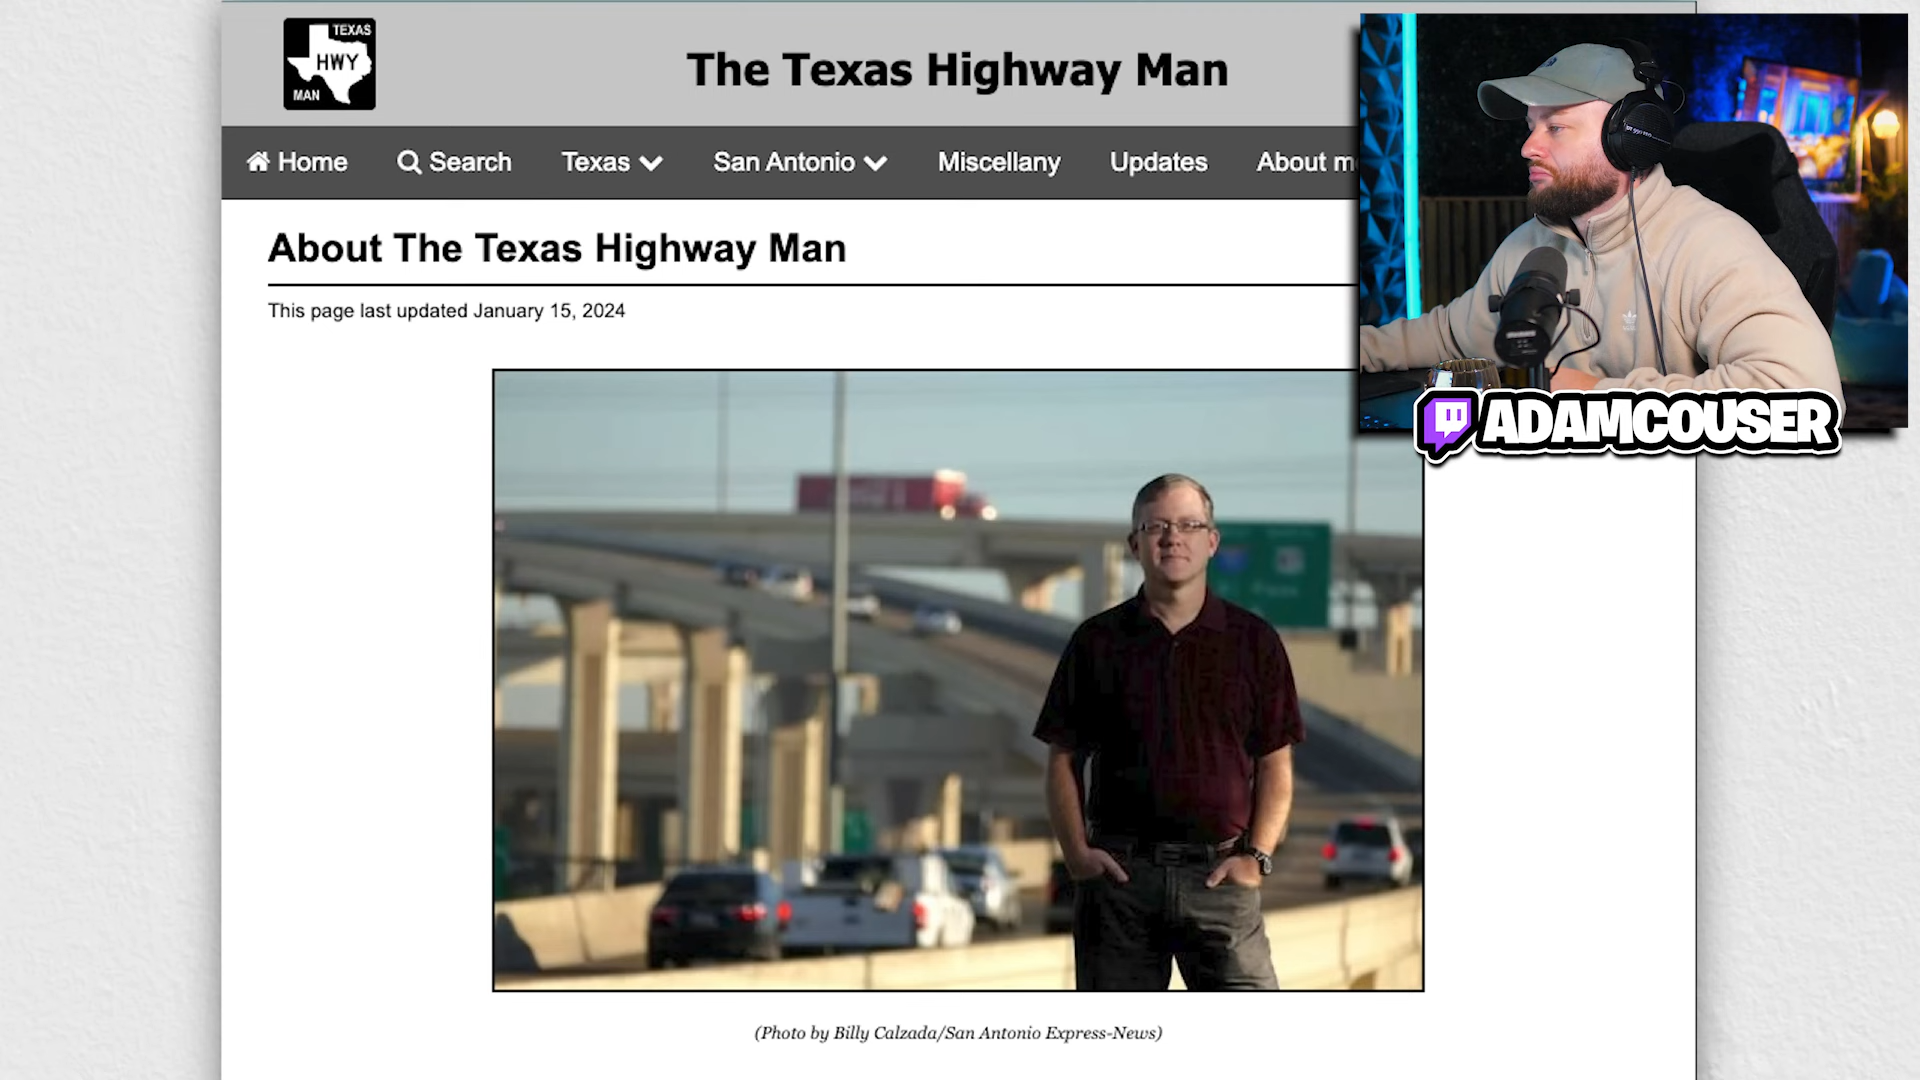 TEXAS
HWY
MAN
The Texas Highway Man
Home
Search
Texas
San Antonio
Miscellany
Updates
About m
About The Texas Highway Man
This page last updated January 15, 2024
ADAMCOUSER
(Photo by Billy Calzada/San Antonio Express-News)